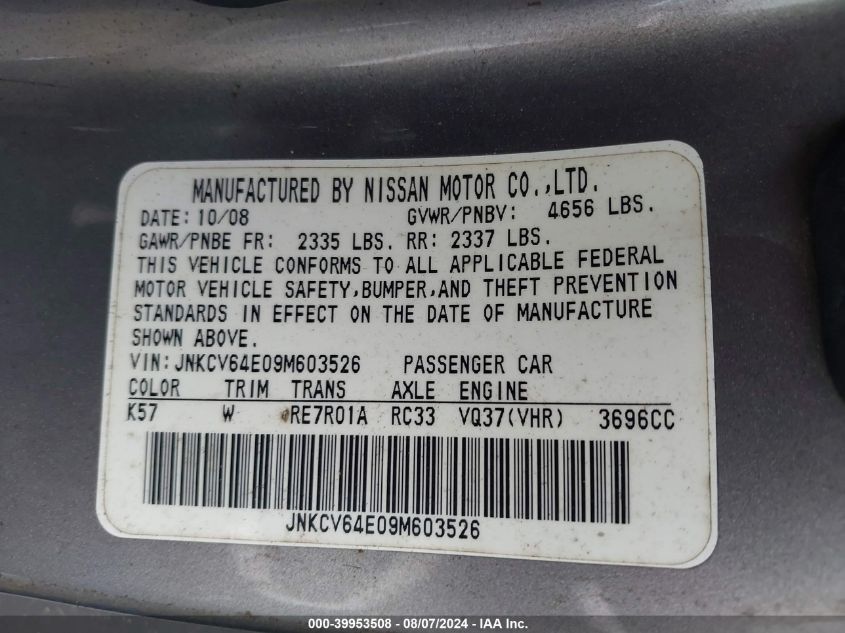 MANUFACTURED BY NISSAN MOTOR CO.,LTD.
DATE: 10/08 GVWR/PNBV: 4656 LBS.
GAWR/PNBE FR: 2335 LBS. RR: 2337 LBS.
THIS VEHICLE CONFORMS TO ALL APPLICABLE FEDERAL
MOTOR VEHICLE SAFETY,BUMPER,AND THEFT PREVENTION
STANDARDS IN EFFECT ON THE DATE OF MANUFACTURE
SHOWN ABOVE.
VIN:JNKCV64E09M603526 PASSENGER CAR
COLOR TRIM TRANS AXLE ENGINE
K57 W RE7R01A RC33 VQ37(VHR) 3696CC
JNKCV64E09M603526
000-39953508 - 08/07/2024 - IAA Inc.